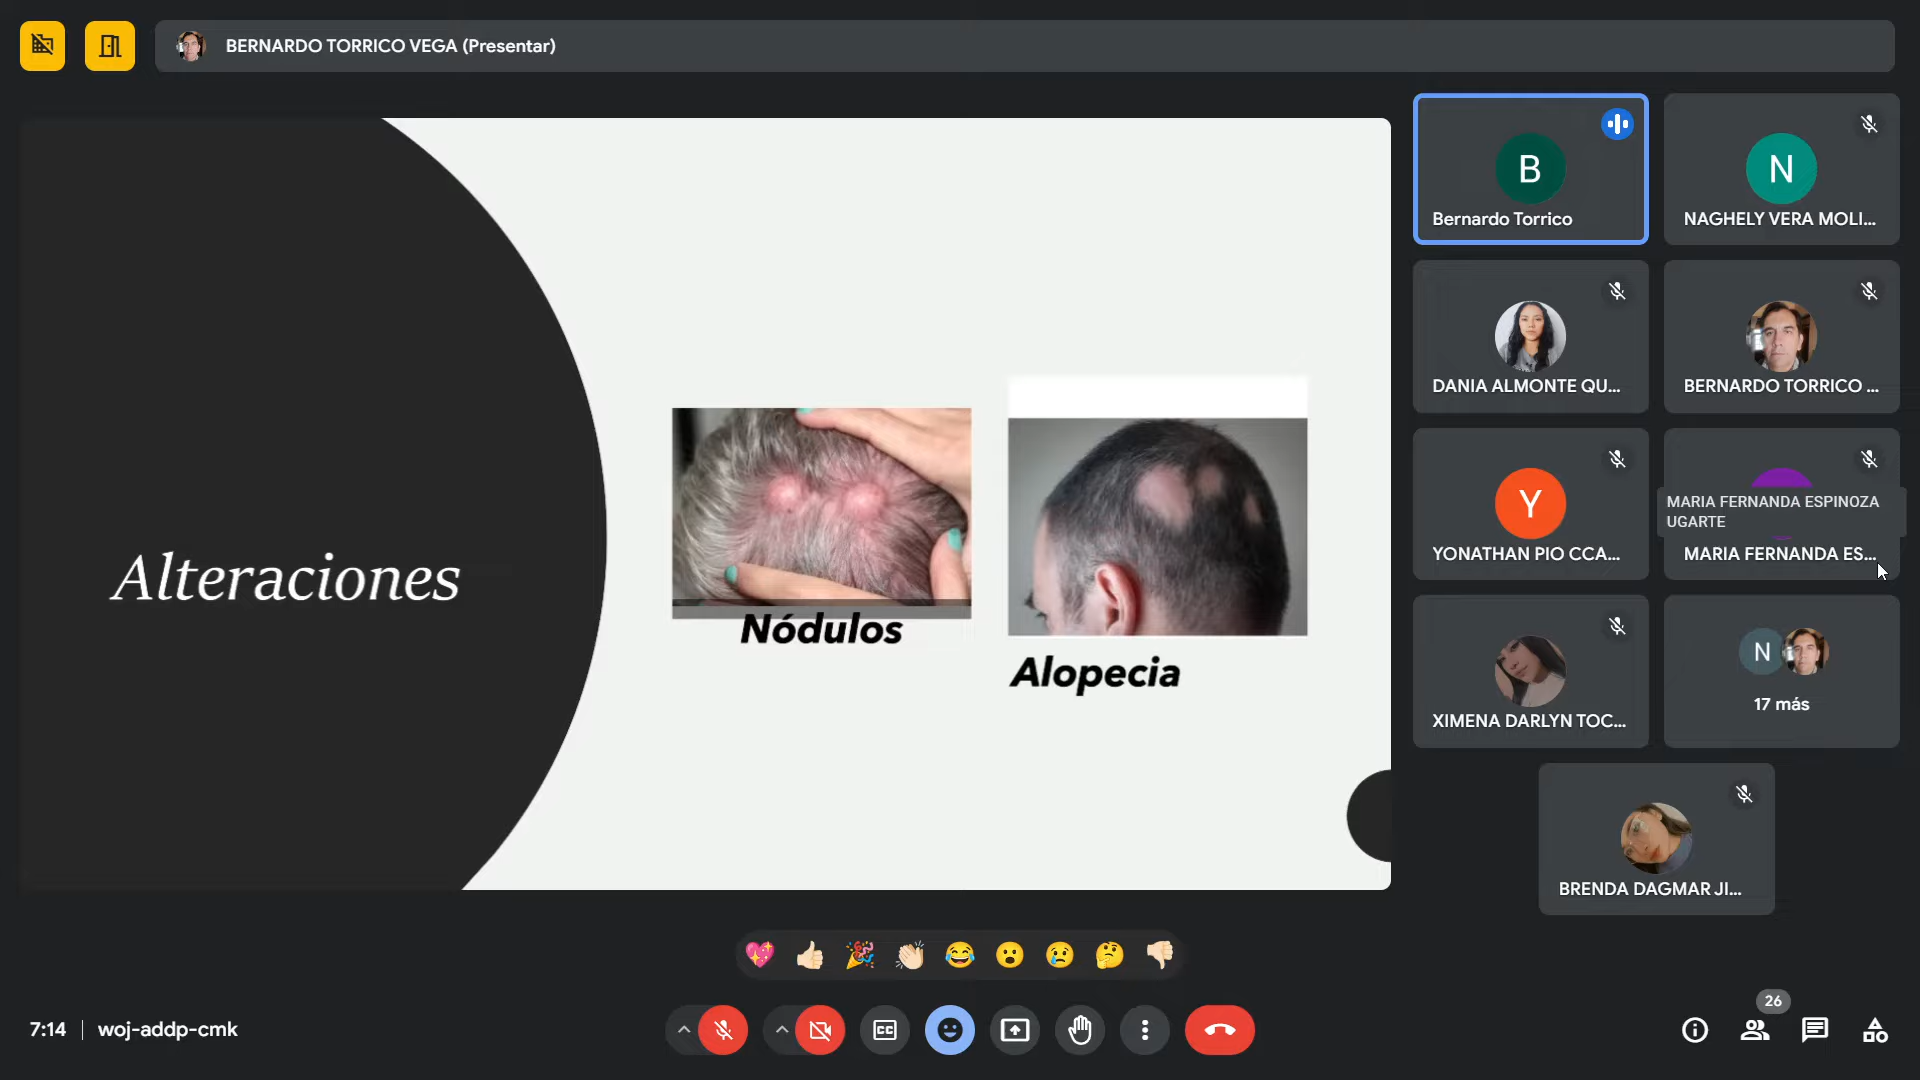 BERNARDO TORRICO VEGA (Presentar)
Alteraciones
Nódulos
Alopecia
B
Bernardo Torrico
N
NAGHELY VERA MOLI...
DANIA ALMONTE QU...
BERNARDO TORRICO ...
Y
YONATHAN PIO CCA...
MARIA FERNANDA ESPINOZA
UGARTE
MARIA FERNANDA ES...
XIMENA DARLYN TOC...
N
17 más
BRENDA DAGMAR JI...
7:14
woj-addp-cmk
CC
26